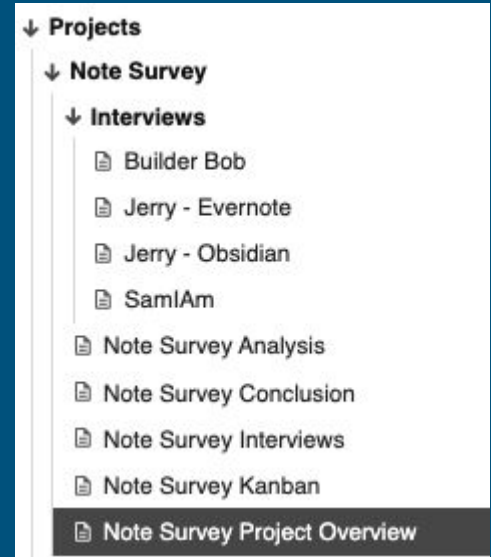 Projects
Note Survey
Interviews
Builder Bob
Jerry - Evernote
Jerry - Obsidian
SamIAm
Note Survey Analysis
Note Survey Conclusion
Note Survey Interviews
Note Survey Kanban
Note Survey Project Overview